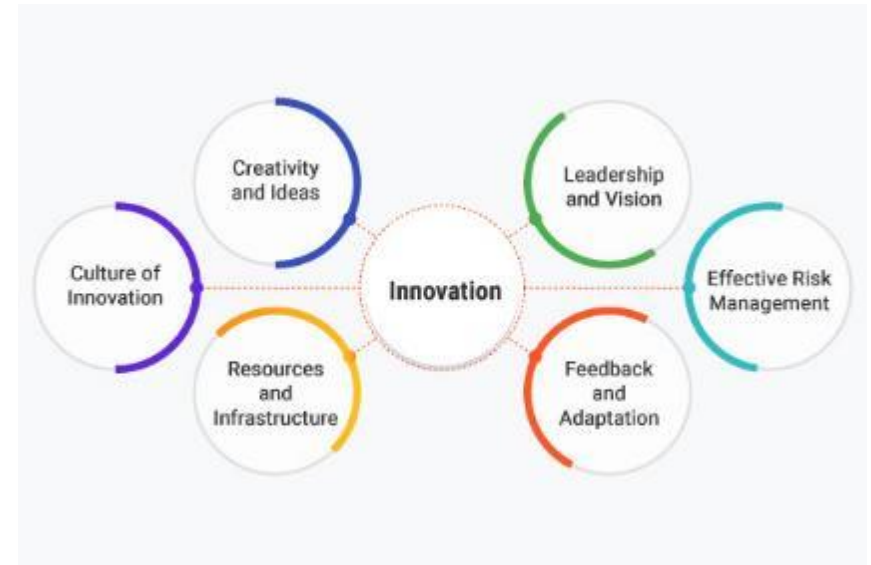 Creativity
and Ideas
Leadership
and Vision
Culture of
Innovation
Innovation
Effective Risk
Management
Resources
and
Infrastructure
Feedback
and
Adaptation